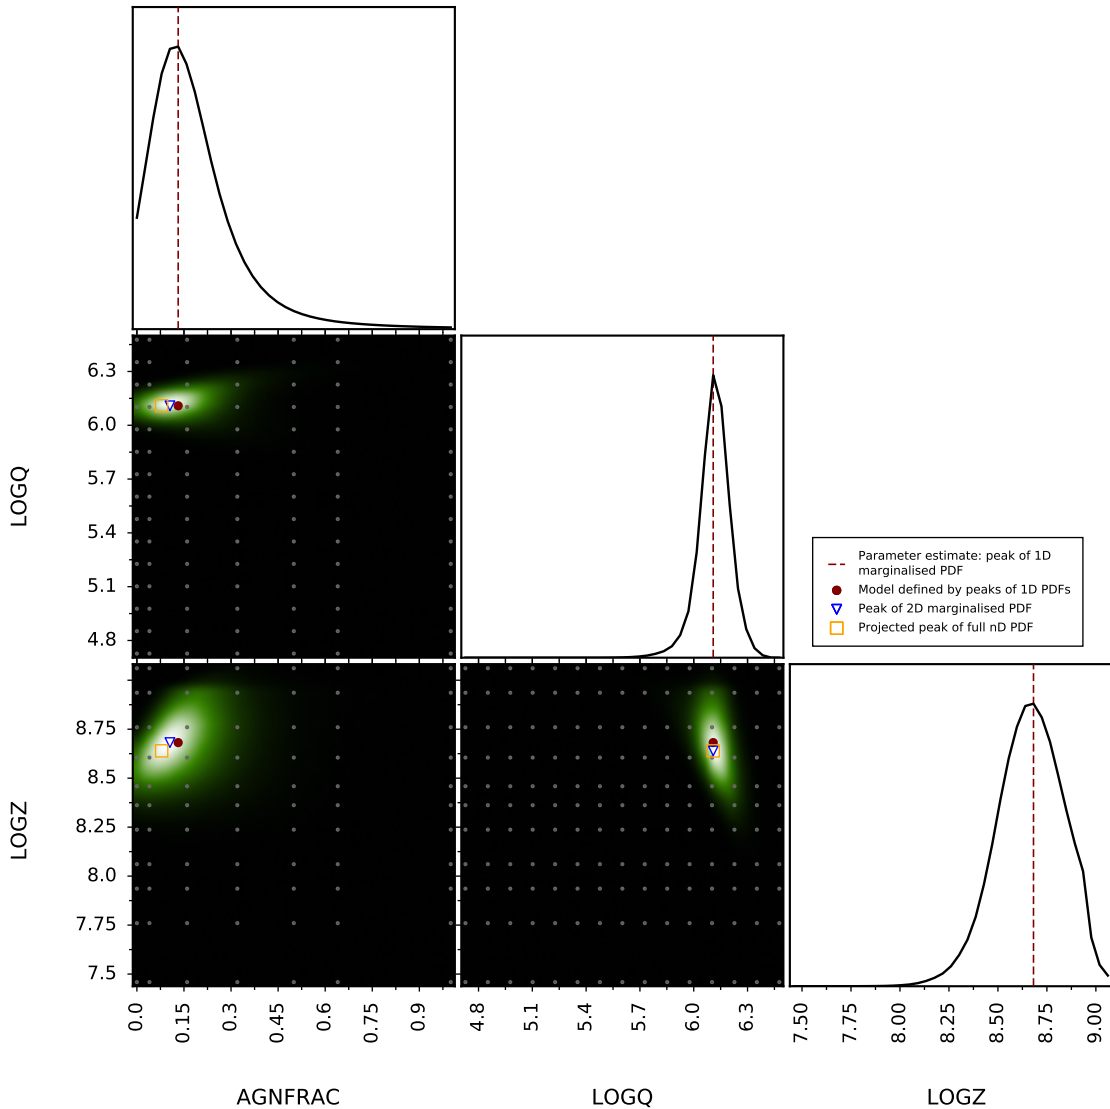 6.3
6.0
5.7
5.4
5.1
4.8
LOGQ
Parameter estimate: peak of 1D
marginalised PDF
Model defined by peaks of 1D PDFs
Peak of 2D marginalised PDF
Projected peak of full nD PDF
8.75
8.5
8.25
8.0
7.75
7.5
LOGZ
0.0 0.15 0.3 0.45 0.6 0.75 0.9
4.8 5.1 5.4 5.7 6.0 6.3
7.50 7.75 8.00 8.25 8.50 8.75 9.00
AGNFRAC LOGQ LOGZ